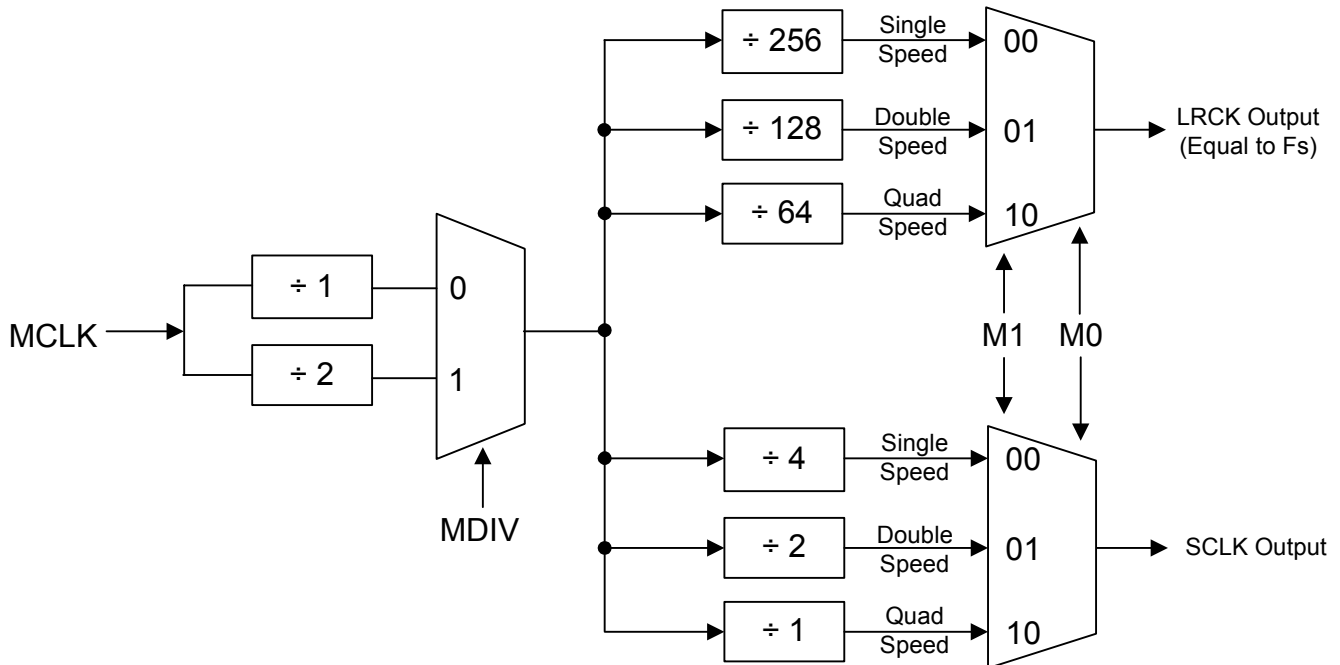 ÷ 256
Single
Speed
00
÷ 128
Double
Speed
01
LRCK Output
(Equal to Fs)
÷ 64
Quad
Speed
10
MCLK
÷ 1
0
÷ 2
1
MDIV
M1
M0
÷ 4
Single
Speed
00
÷ 2
Double
Speed
01
SCLK Output
÷ 1
Quad
Speed
10